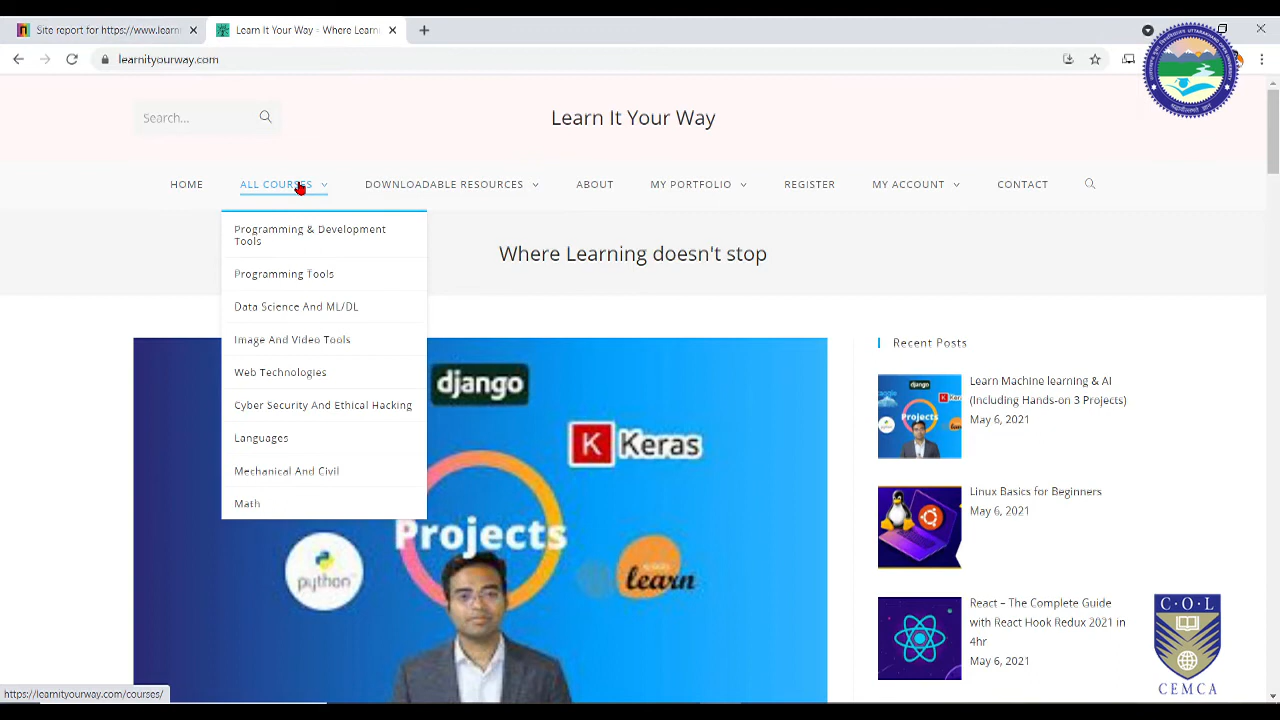 Site report for https://www.learn
Learn It Your Way - Where Learn
learnityourway.com
Search...
Learn It Your Way
HOME
ALL COURSES
DOWNLOADABLE RESOURCES
ABOUT
MY PORTFOLIO
REGISTER
MY ACCOUNT
CONTACT
Programming & Development
Tools
Programming Tools
Data Science And ML/DL
Image And Video Tools
Web Technologies
Cyber Security And Ethical Hacking
Languages
Mechanical And Civil
Math
Where Learning doesn't stop
django
K Keras
Projects
python
learn
Recent Posts
django
Projects
Learn Machine learning & AI
(Including Hands-on 3 Projects)
May 6, 2021
Linux Basics for Beginners
May 6, 2021
React – The Complete Guide
with React Hook Redux 2021 in
4hr
May 6, 2021
C·O·L
CEMCA
https://learnityourway.com/courses/